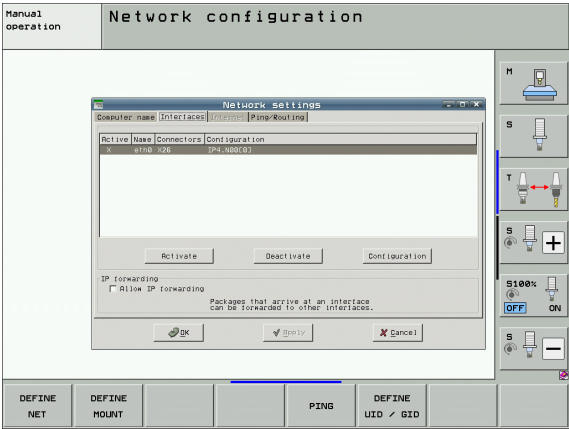 Manual
operation
Network configuration
Network settings
Computer name Interfaces Internet Ping/Routing
Active Name Connectors Configuration
X eth0 X26 IP4.N00[0]
Activate Deactivate Configuration
IP forwarding
Allow IP forwarding
Packages that arrive at an interface
can be forwarded to other interfaces.
OK Apply Cancel
M
S
T
S
S100%
OFF ON
S
DEFINE
NET
DEFINE
MOUNT
PING
DEFINE
UID / GID